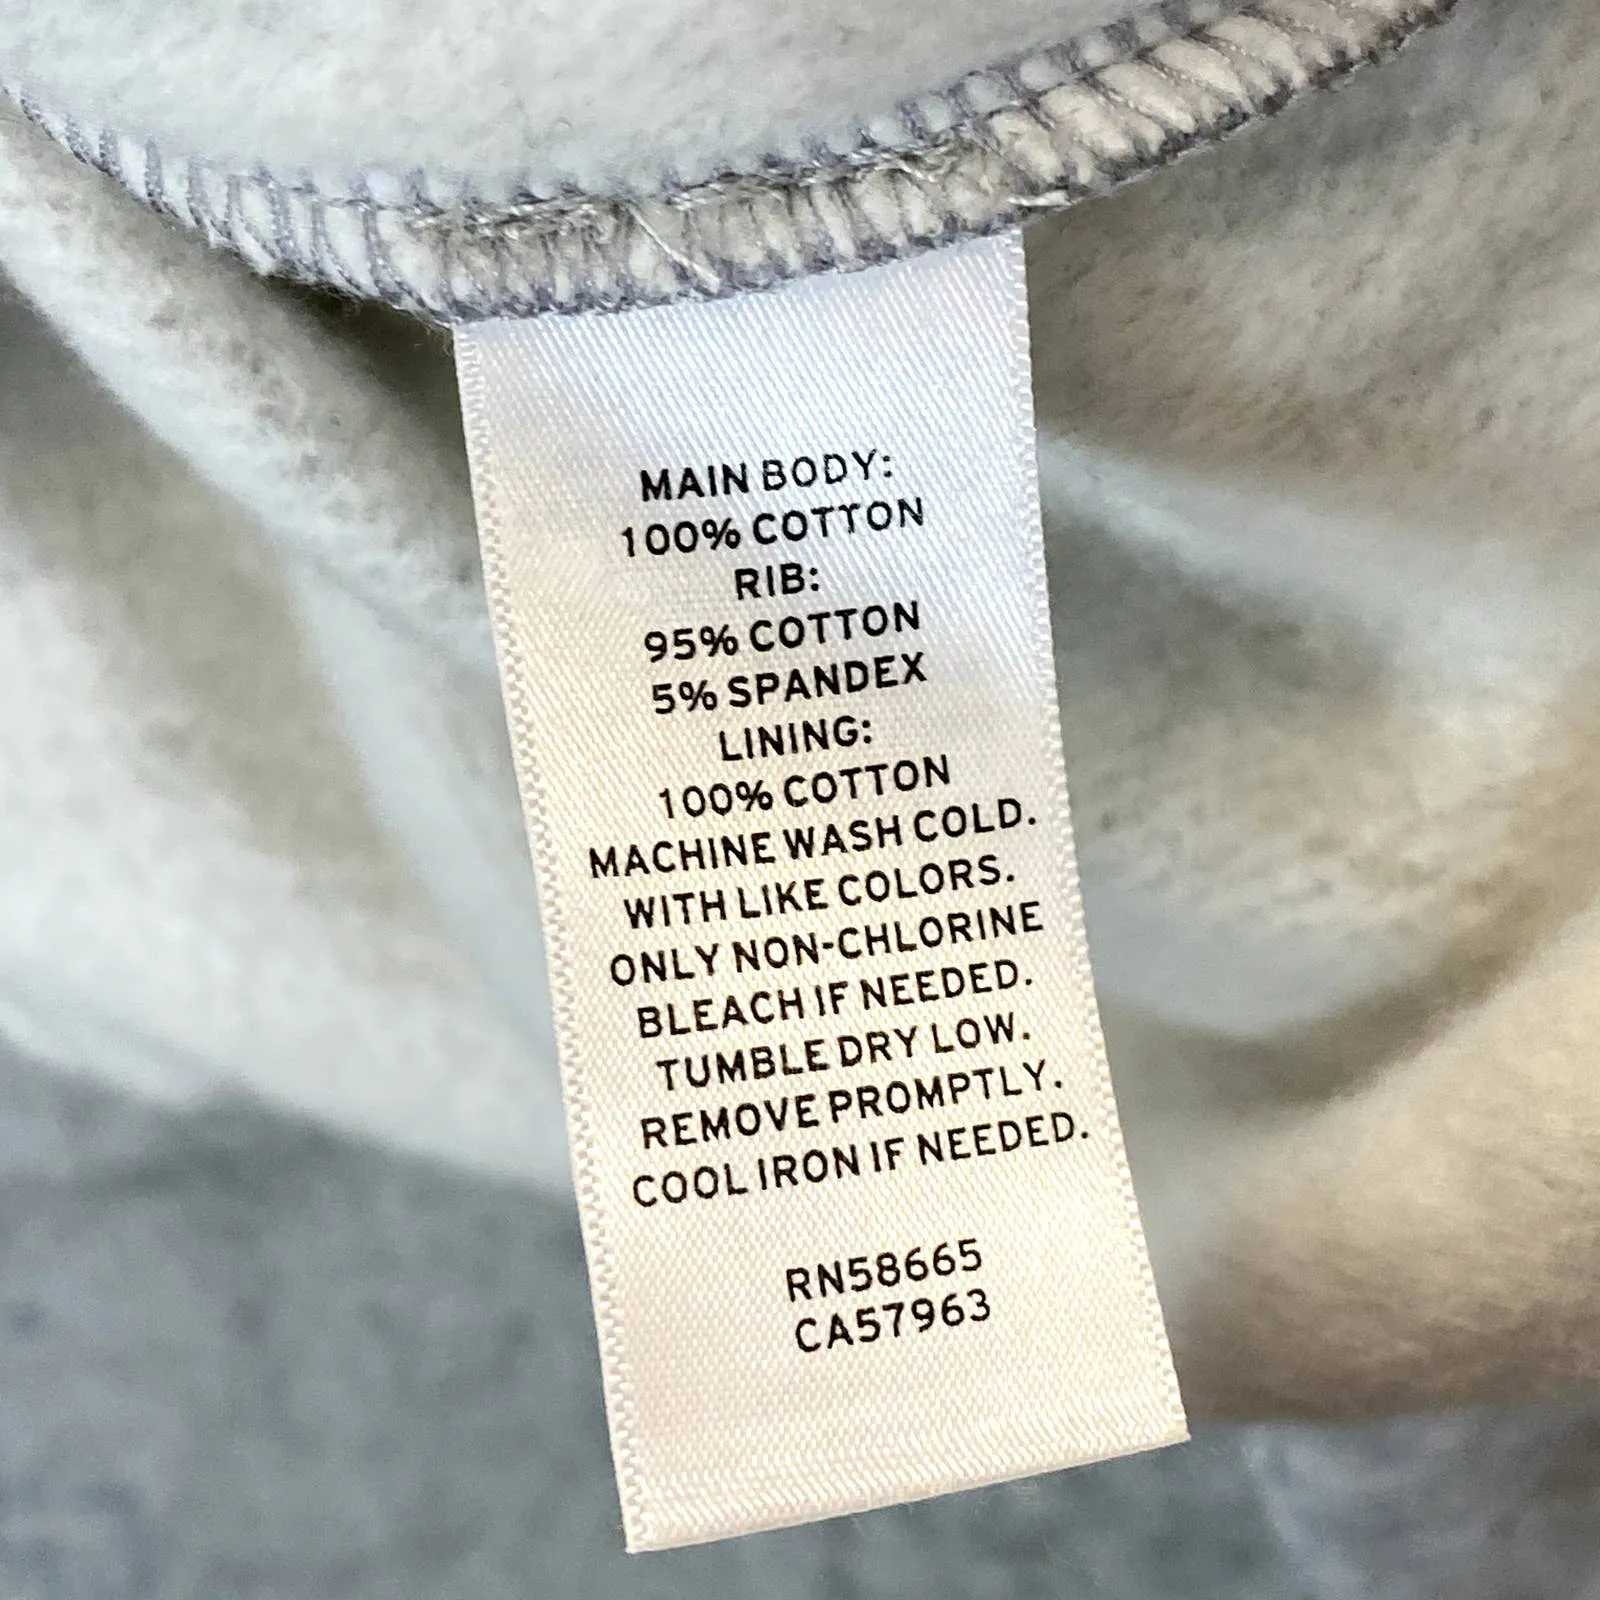 MAIN BODY:
100% COTTON
RIB:
95% COTTON
5% SPANDEX
LINING:
100% COTTON
MACHINE WASH COLD.
WITH LIKE COLORS.
ONLY NON-CHLORINE
BLEACH IF NEEDED.
TUMBLE DRY LOW.
REMOVE PROMPTLY.
COOL IRON IF NEEDED.
RN58665
CA57963